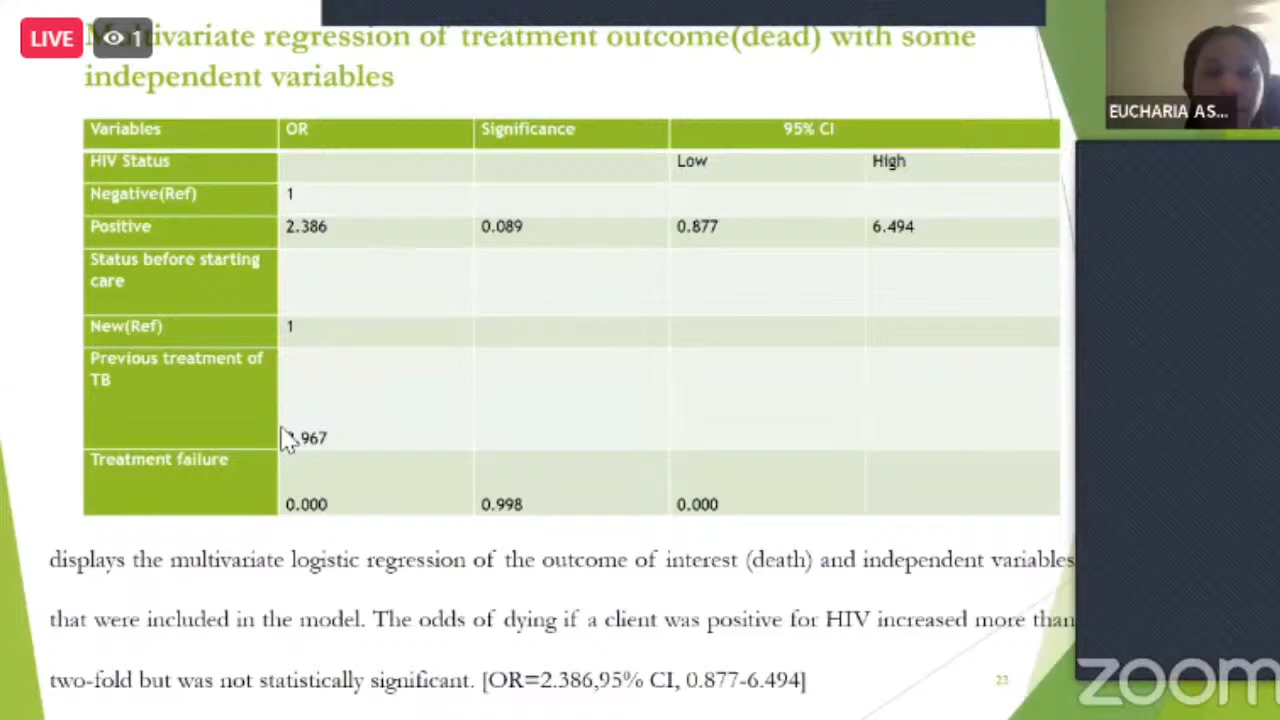 LIVE 1
Multivariate regression of treatment outcome(dead) with some
independent variables
EUCHARIA AS...
Variables OR Significance 95% CI
HIV Status Low High
Negative(Ref) 1
Positive 2.386 0.089 0.877 6.494
Status before starting
care
New(Ref) 1
Previous treatment of
TB
.967
Treatment failure
0.000 0.998 0.000
displays the multivariate logistic regression of the outcome of interest (death) and independent variables
that were included in the model. The odds of dying if a client was positive for HIV increased more than
two-fold but was not statistically significant. [OR=2.386,95% CI, 0.877-6.494]
22
zoom